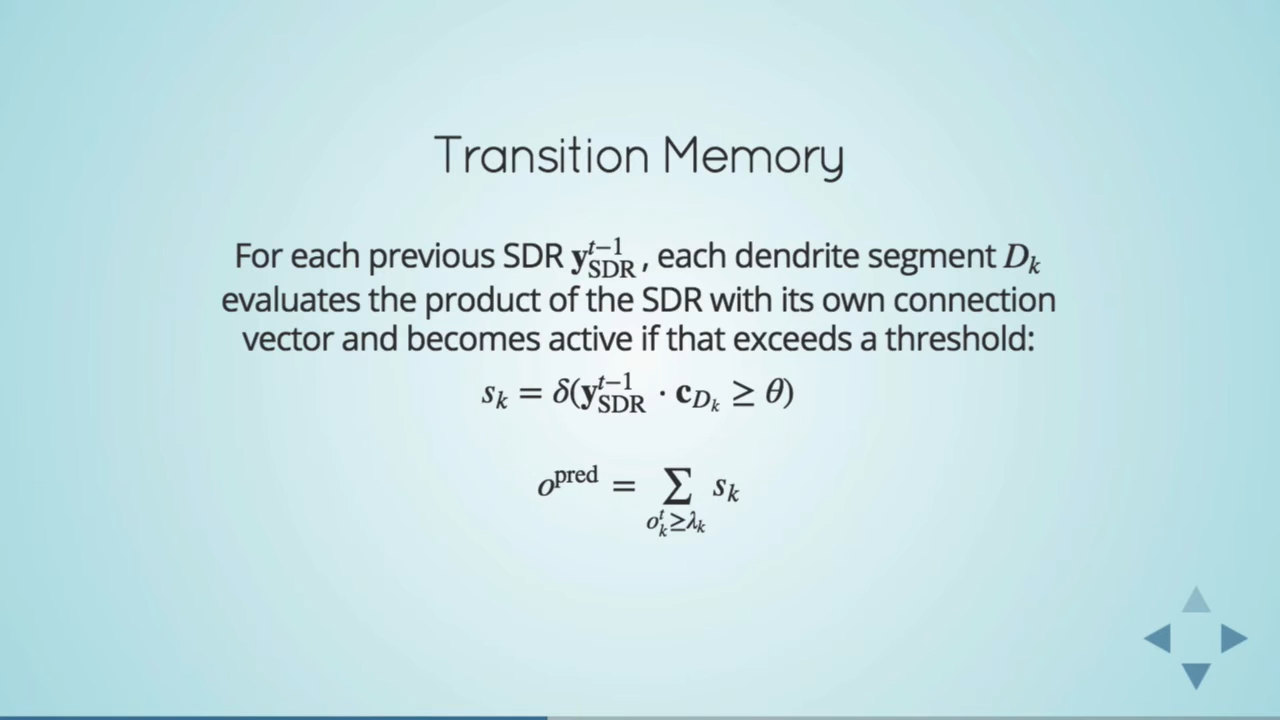 Transition Memory
For each previous SDR y^{t−1}_{SDR}, each dendrite segment D_k
evaluates the product of the SDR with its own connection
vector and becomes active if that exceeds a threshold:
s_k = δ(y^{t−1}_{SDR} · c_{D_k} ≥ θ)
o^{pred} = ∑_{o^t_k ≥ λ_k} s_k